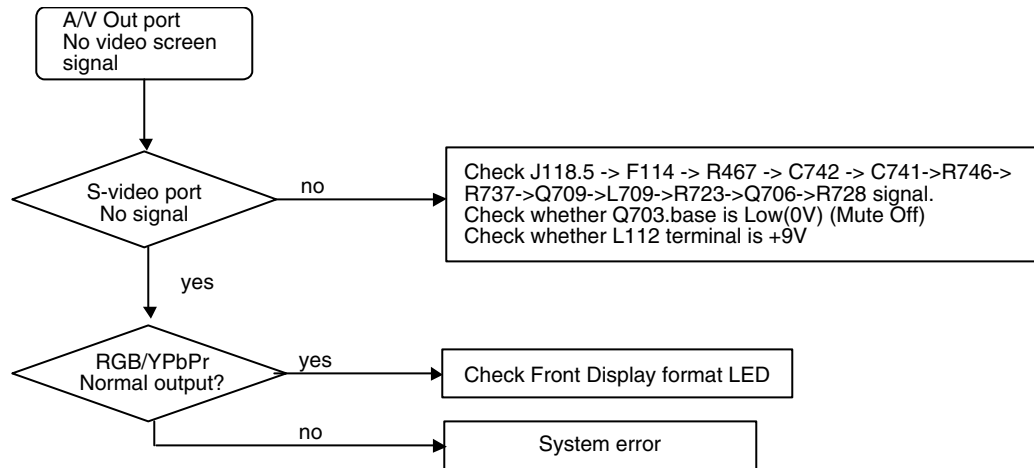 A/V Out port
No video screen
signal
S-video port
No signal
no
Check J118.5 -> F114 -> R467 -> C742 -> C741->R746->
R737->Q709->L709->R723->Q706->R728 signal.
Check whether Q703.base is Low(0V) (Mute Off)
Check whether L112 terminal is +9V
yes
RGB/YPbPr
Normal output?
yes
Check Front Display format LED
no
System error